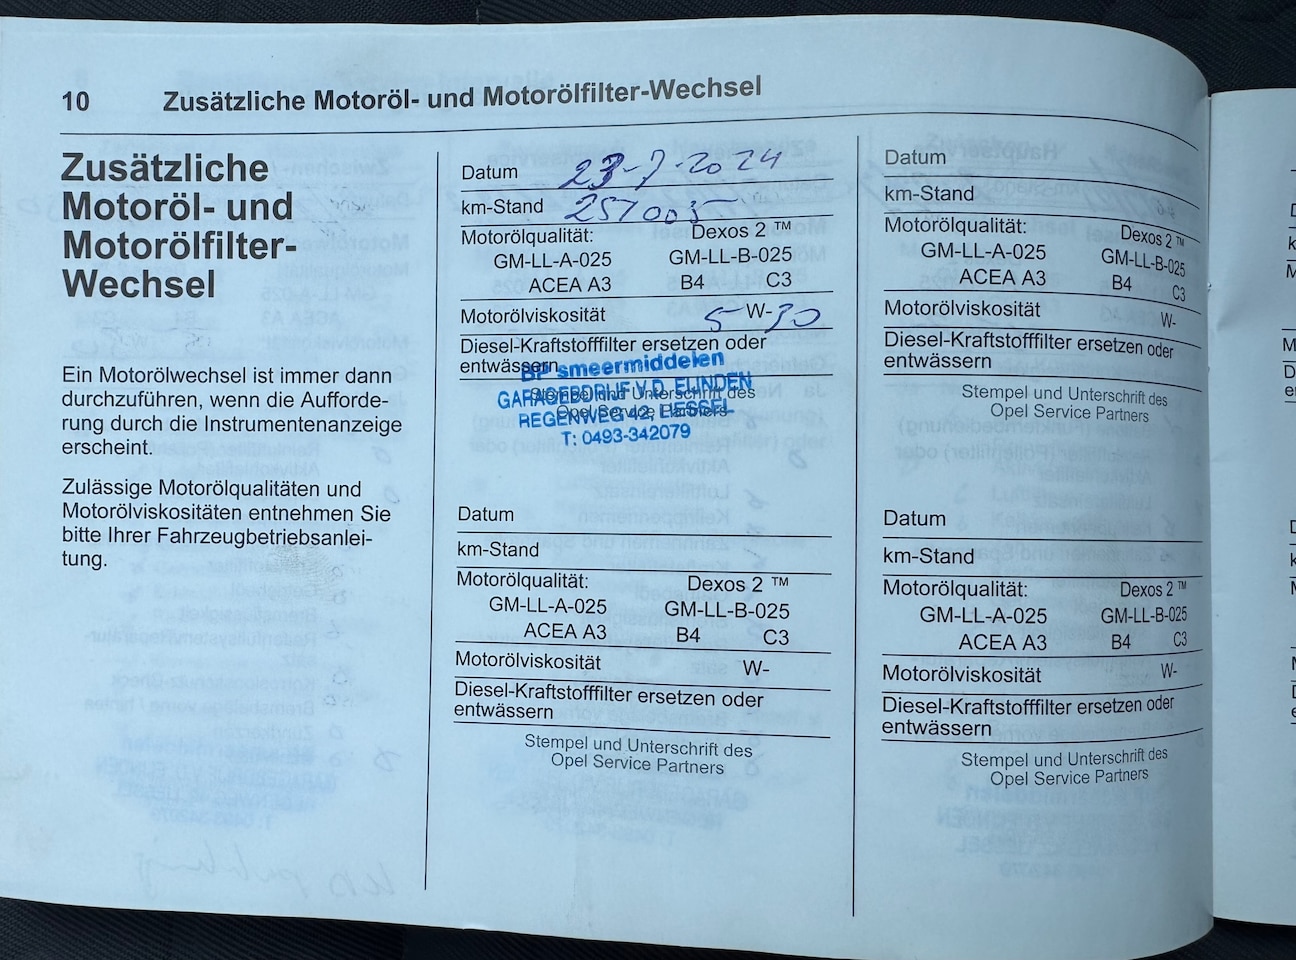 10 Zusätzliche Motoröl- und Motorölfilter-Wechsel
Zusätzliche
Motoröl- und
Motorölfilter-
Wechsel
Ein Motorölwechsel ist immer dann
durchzuführen, wenn die Aufforde-
rung durch die Instrumentenanzeige
erscheint.
Zulässige Motorölqualitäten und
Motorölviskositäten entnehmen Sie
bitte Ihrer Fahrzeugbetriebsanlei-
tung.
Datum 23-7-2024
km-Stand 257005
Motorölqualität: Dexos 2 ™
GM-LL-A-025 GM-LL-B-025
ACEA A3 B4 C3
Motorölviskosität 5 W-30
Diesel-Kraftstofffilter ersetzen oder
entwässern
BP smeermiddelen
GARAGEBEDRIJF V.D. ELINDEN
Stempel und Unterschrift des
REGENWEG 42, LIESSEL
Opel Service Partners
T: 0493-342079
Datum
km-Stand
Motorölqualität: Dexos 2 ™
GM-LL-A-025 GM-LL-B-025
ACEA A3 B4 C3
Motorölviskosität W-
Diesel-Kraftstofffilter ersetzen oder
entwässern
Stempel und Unterschrift des
Opel Service Partners
Datum
km-Stand
Motorölqualität: Dexos 2 ™
GM-LL-A-025 GM-LL-B-025
ACEA A3 B4 C3
Motorölviskosität W-
Diesel-Kraftstofffilter ersetzen oder
entwässern
Stempel und Unterschrift des
Opel Service Partners
Datum
km-Stand
Motorölqualität: Dexos 2 ™
GM-LL-A-025 GM-LL-B-025
ACEA A3 B4 C3
Motorölviskosität W-
Diesel-Kraftstofffilter ersetzen oder
entwässern
Stempel und Unterschrift des
Opel Service Partners